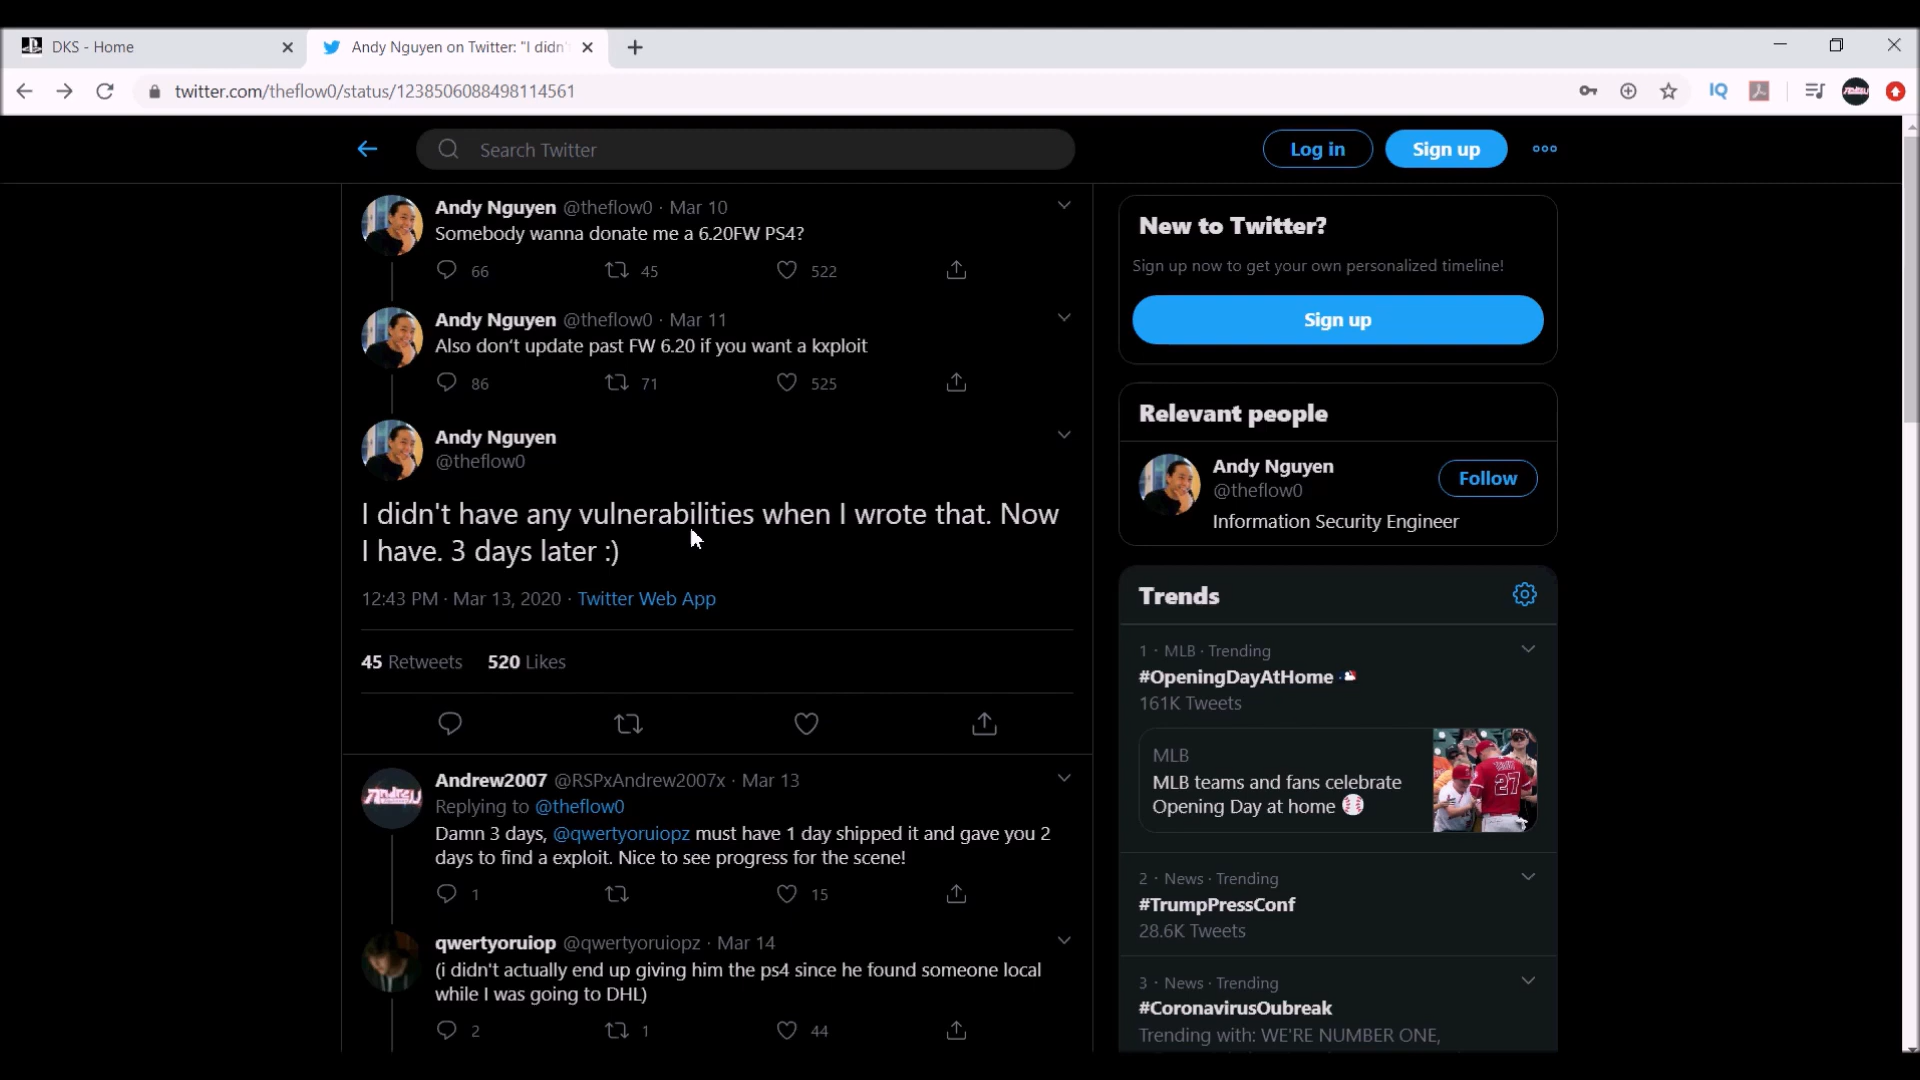 DKS - Home
Andy Nguyen on Twitter: "I didn'
twitter.com/theflow0/status/1238506088498114561
IQ
Search Twitter
Log in
Sign up
Andy Nguyen @theflow0 · Mar 10
Somebody wanna donate me a 6.20FW PS4?
66 45 522
Andy Nguyen @theflow0 · Mar 11
Also don't update past FW 6.20 if you want a kxploit
86 71 525
Andy Nguyen
@theflow0
I didn't have any vulnerabilities when I wrote that. Now
I have. 3 days later :)
12:43 PM · Mar 13, 2020 · Twitter Web App
45 Retweets 520 Likes
Andrew2007 @RSPxAndrew2007x · Mar 13
Replying to @theflow0
Damn 3 days, @qwertyoruiopz must have 1 day shipped it and gave you 2
days to find a exploit. Nice to see progress for the scene!
1 15
qwertyoruiop @qwertyoruiopz · Mar 14
(i didn't actually end up giving him the ps4 since he found someone local
while I was going to DHL)
2 1 44
New to Twitter?
Sign up now to get your own personalized timeline!
Sign up
Relevant people
Andy Nguyen
@theflow0
Follow
Information Security Engineer
Trends
1 · MLB · Trending
#OpeningDayAtHome
161K Tweets
MLB
MLB teams and fans celebrate
Opening Day at home
27
2 · News · Trending
#TrumpPressConf
28.6K Tweets
3 · News · Trending
#CoronavirusOubreak
Trending with: WE'RE NUMBER ONE,